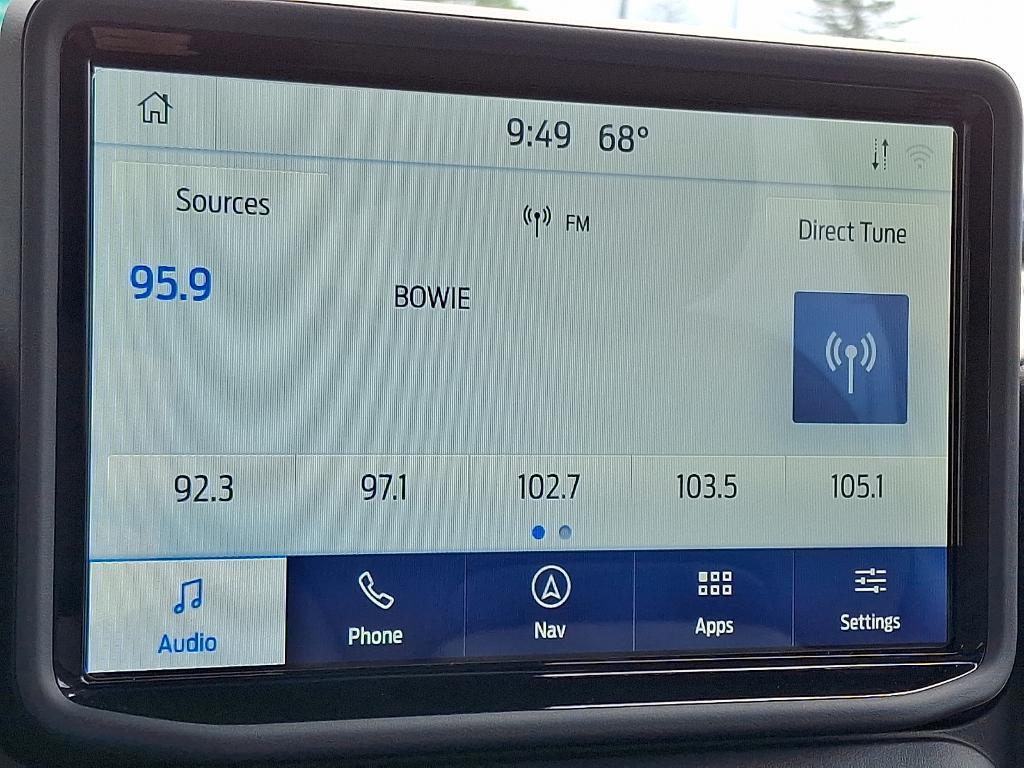 9:49 68°
Sources
FM
Direct Tune
95.9
BOWIE
92.3 97.1 102.7 103.5 105.1
Audio Phone Nav Apps Settings